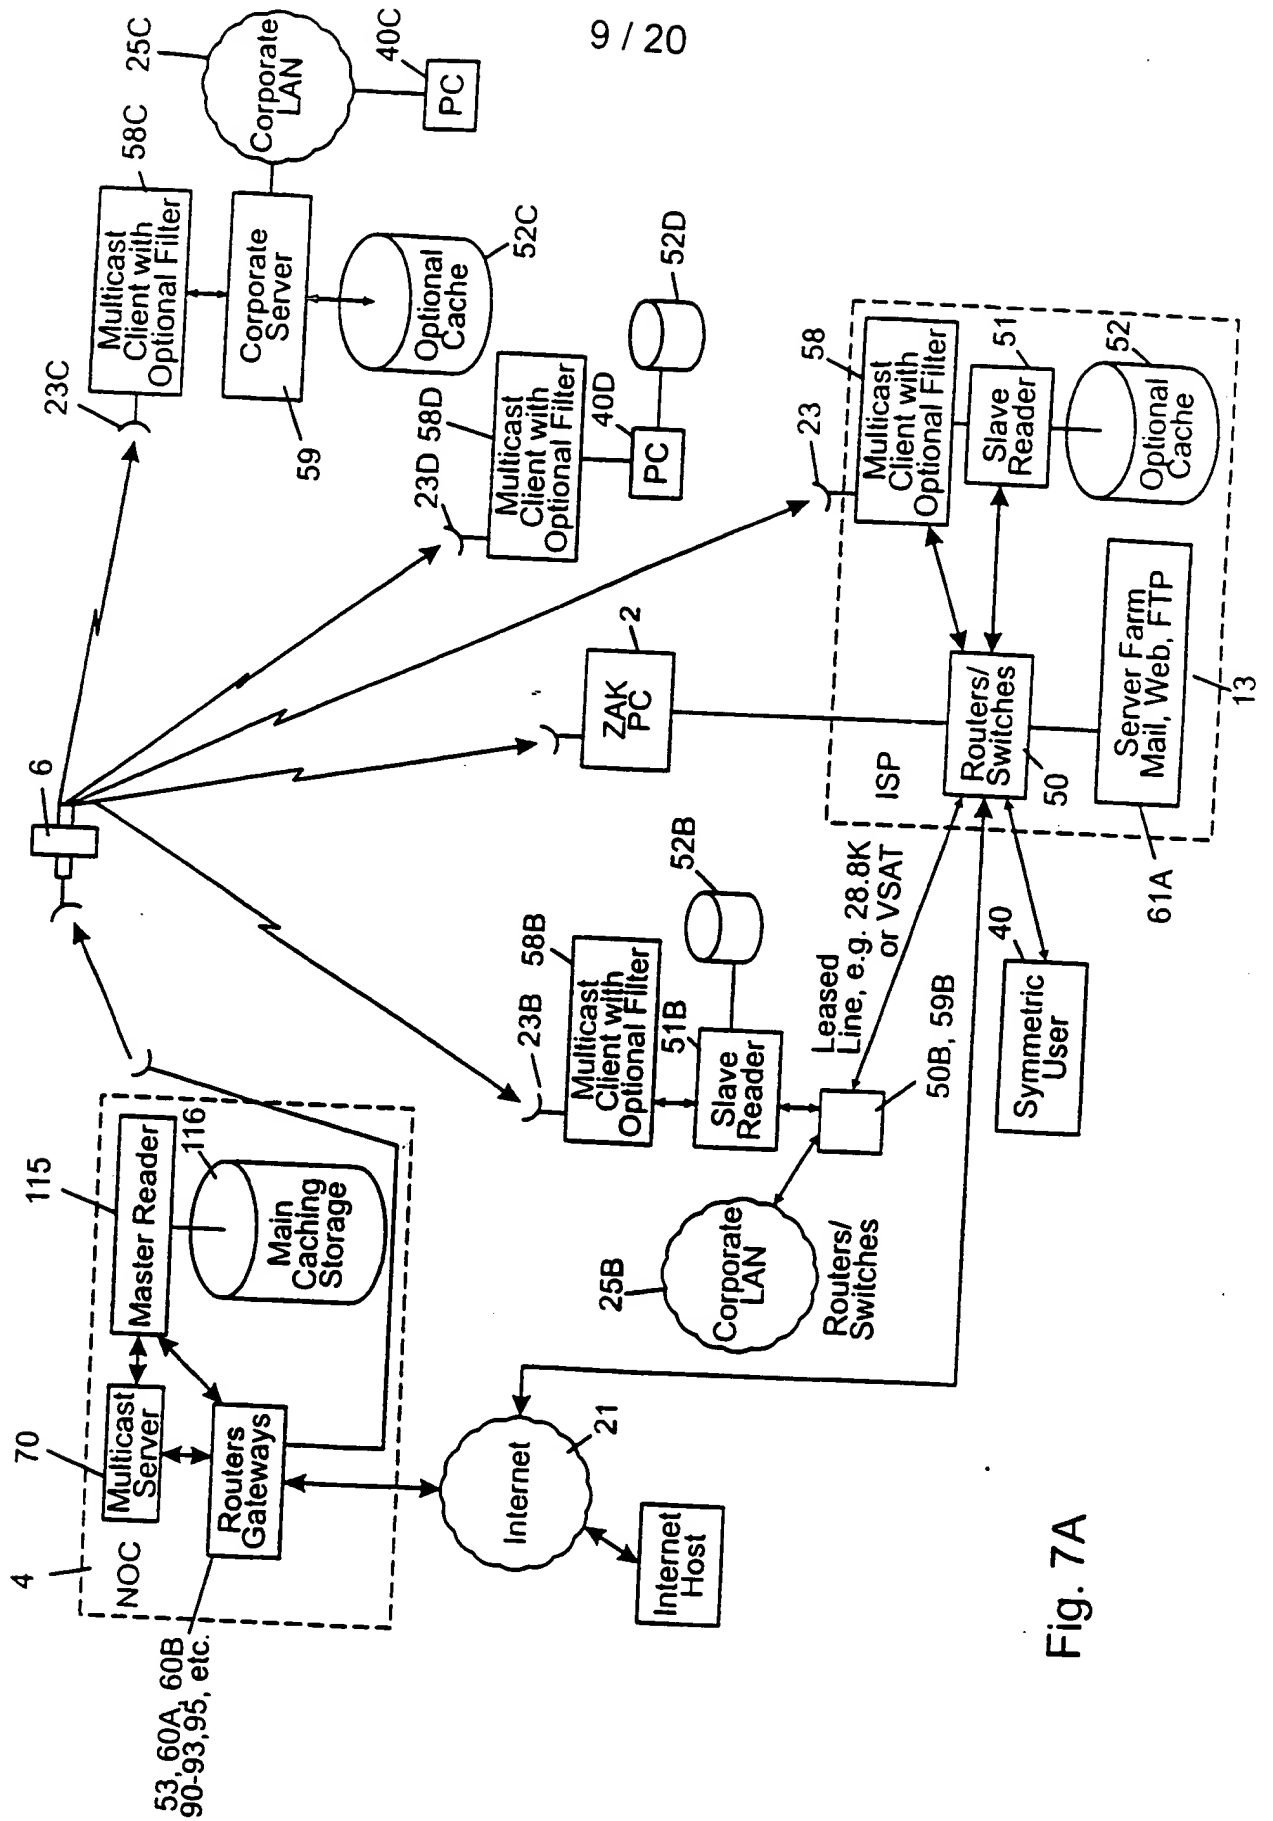 9 / 20
4
NOC
70
Multicast
Server
115
Master Reader
116
Main
Caching
Storage
Routers
Gateways
53, 60A, 60B
90-93,95, etc.
6
23C
58C
Multicast
Client with
Optional Filter
25C
Corporate
LAN
40C
PC
Corporate
Server
59
Optional
Cache
52C
23D
58D
Multicast
Client with
Optional Filter
40D
PC
52D
2
ZAK
PC
23
58
Multicast
Client with
Optional Filter
51
Slave
Reader
52
Optional
Cache
ISP
Routers/
Switches
50
Server Farm
Mail, Web, FTP
61A
13
23B
58B
Multicast
Client with
Optional Filter
51B
Slave
Reader
52B
Leased
Line, e.g. 28.8K
or VSAT
50B, 59B
25B
Corporate
LAN
Routers/
Switches
40
Symmetric
User
Internet
21
Internet
Host
Fig. 7A